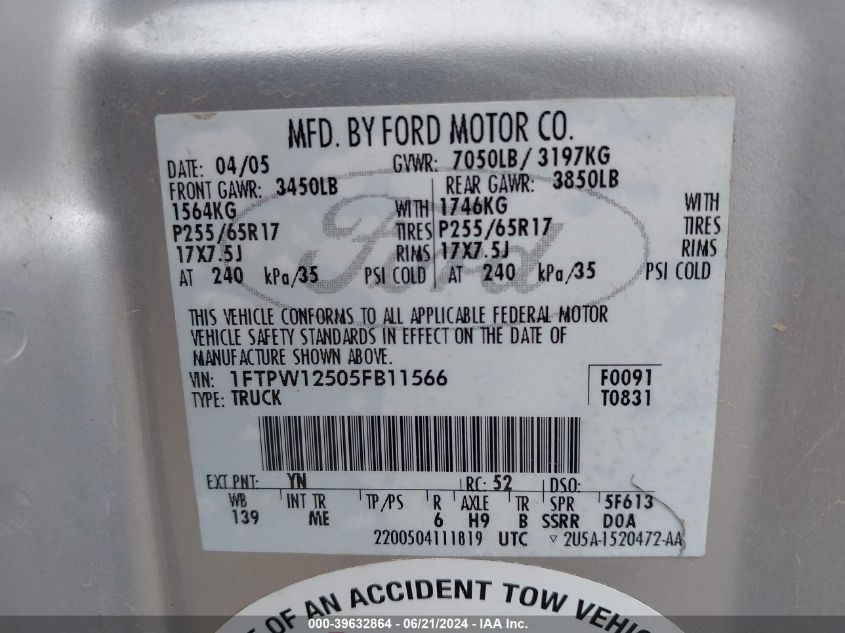 MFD. BY FORD MOTOR CO.
DATE: 04/05 GVWR: 7050LB/ 3197KG
FRONT GAWR: 3450LB REAR GAWR: 3850LB
1564KG WITH 1746KG WITH
P255/65R17 TIRES P255/65R17 TIRES
17X7.5J RIMS 17X7.5J RIMS
AT 240 kPa/35 PSI COLD AT 240 kPa/35 PSI COLD
Ford
THIS VEHICLE CONFORMS TO ALL APPLICABLE FEDERAL MOTOR
VEHICLE SAFETY STANDARDS IN EFFECT ON THE DATE OF
MANUFACTURE SHOWN ABOVE.
VIN: 1FTPW12505FB11566 F0091
TYPE: TRUCK T0831
EXT PNT: YN RC: 52 DSO:
WB INT TR TP/PS R AXLE TR SPR 5F613
139 ME 6 H9 B SSRR D0A
2200504111819 UTC ▽ 2U5A-1520472-AA
E OF AN ACCIDENT TOW VEHIC
000-39632864 - 06/21/2024 - IAA Inc.